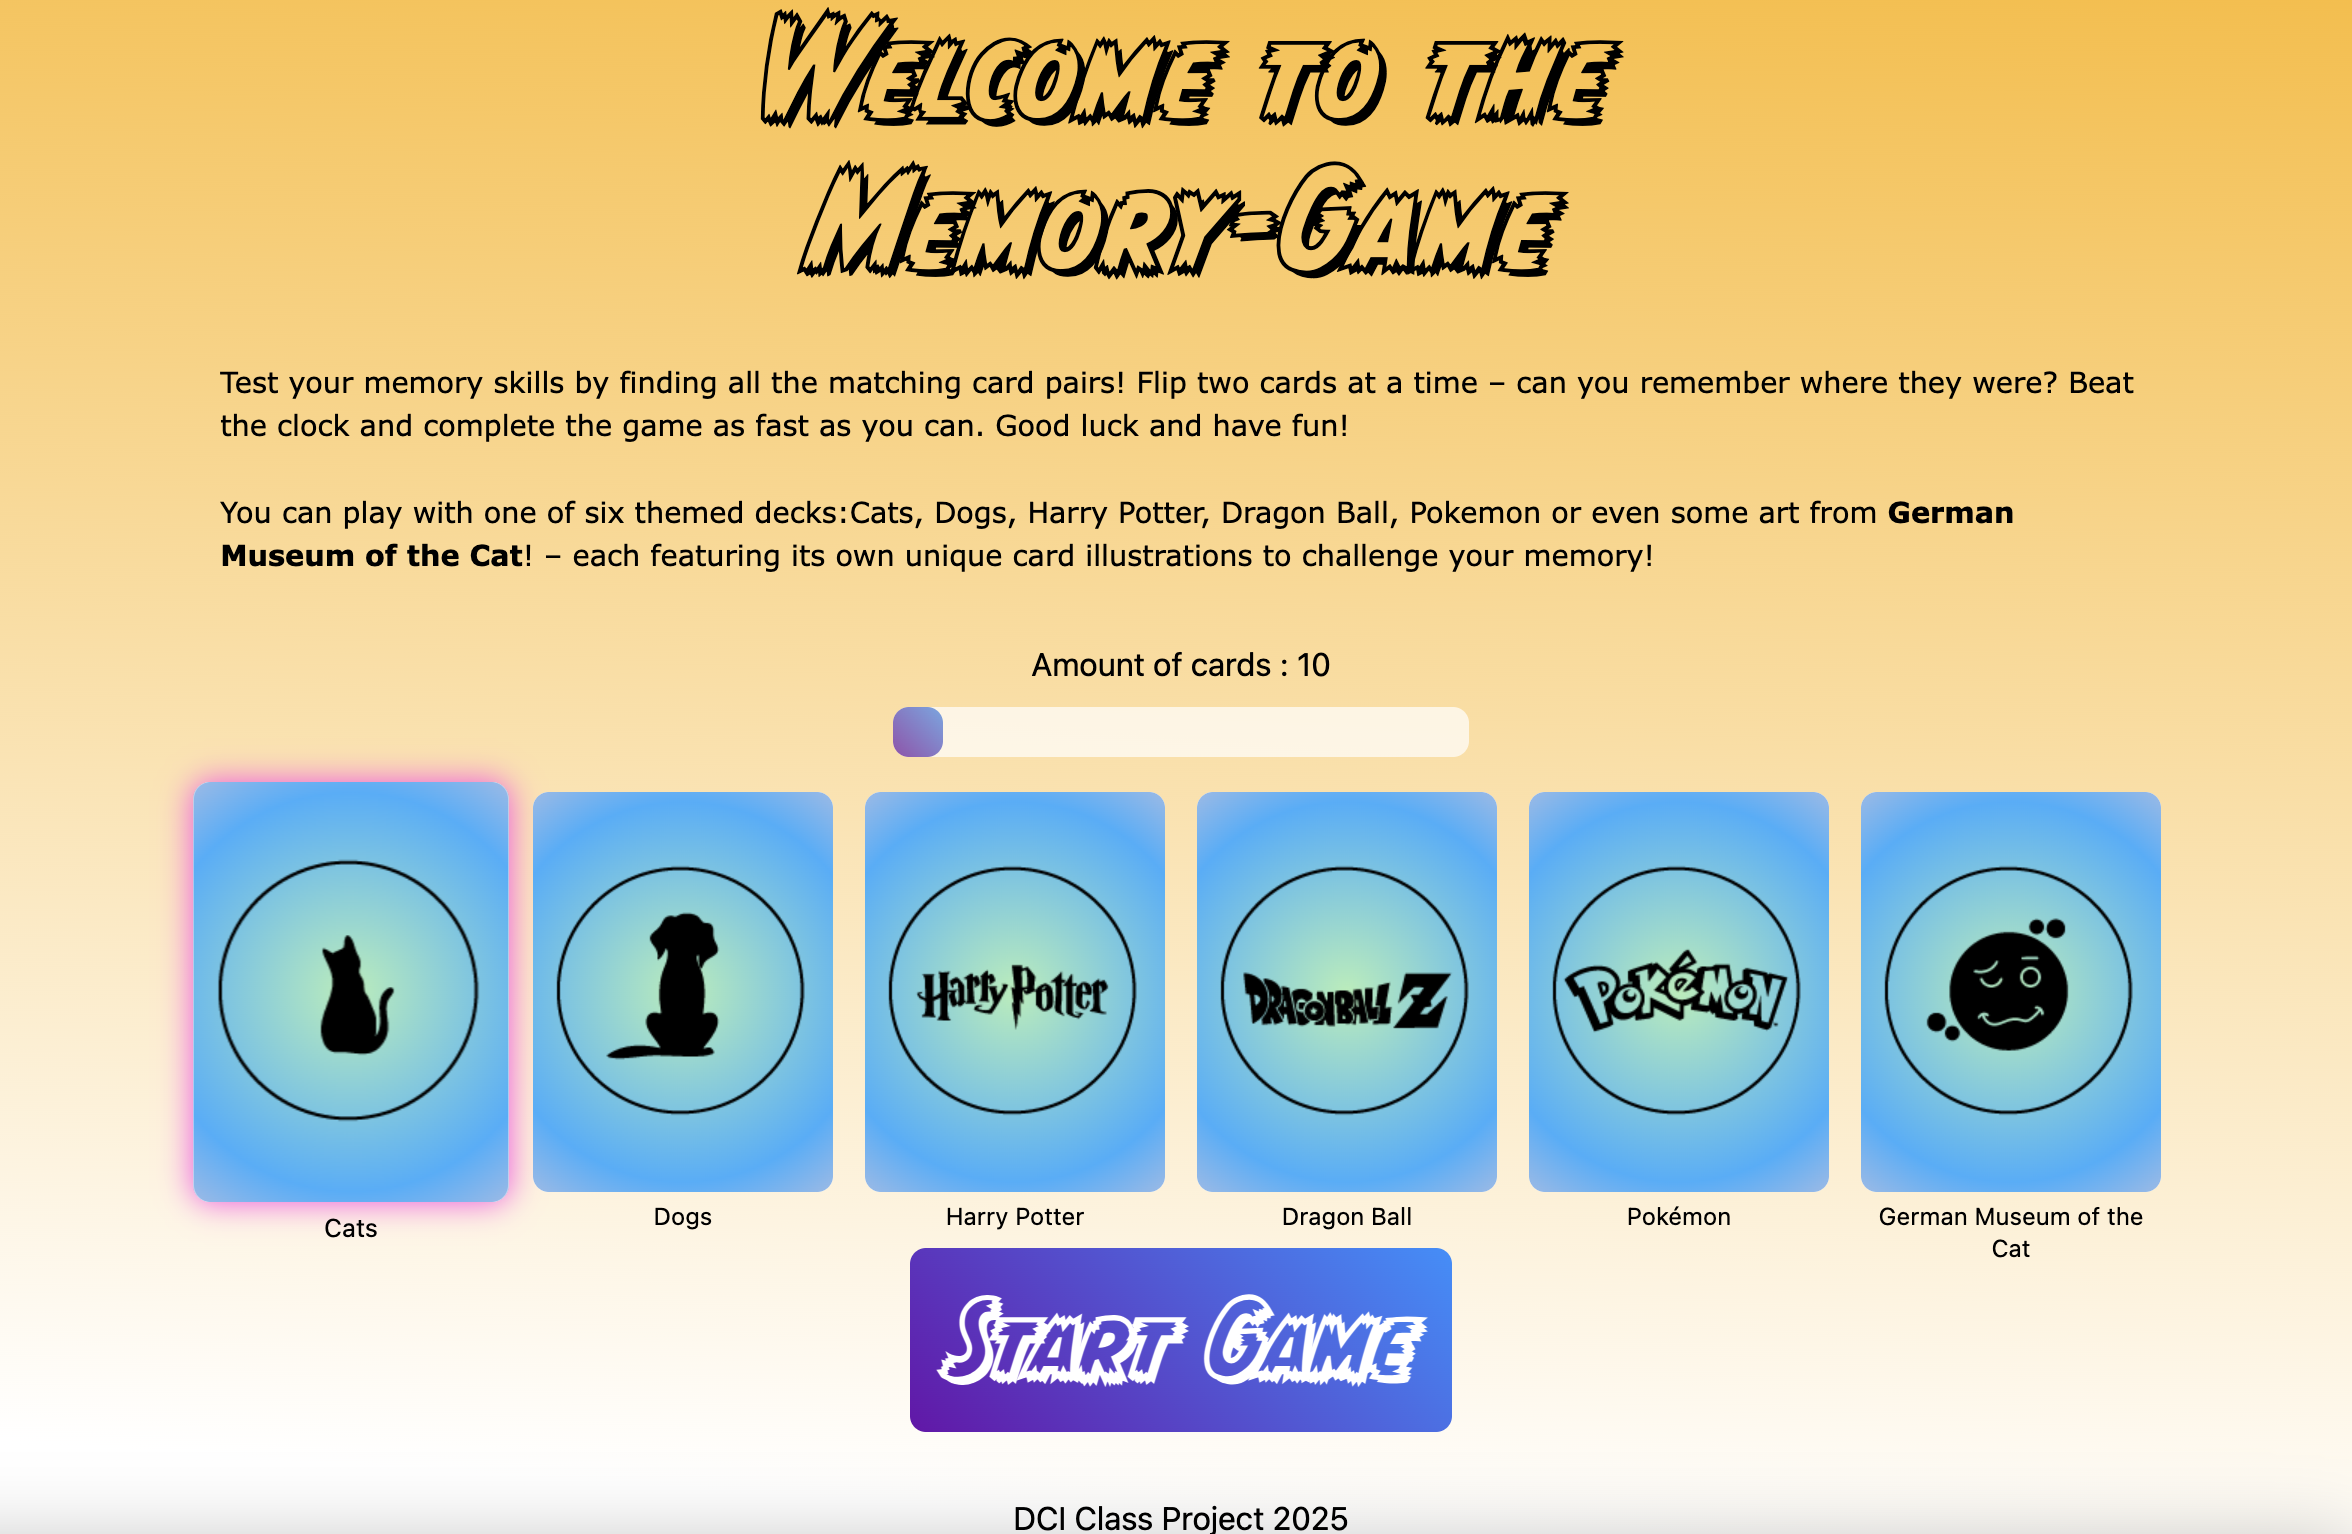 Welcome to the
Memory-Game
Test your memory skills by finding all the matching card pairs! Flip two cards at a time – can you remember where they were? Beat
the clock and complete the game as fast as you can. Good luck and have fun!
You can play with one of six themed decks:Cats, Dogs, Harry Potter, Dragon Ball, Pokemon or even some art from German
Museum of the Cat! – each featuring its own unique card illustrations to challenge your memory!
Amount of cards : 10
Harry Potter
DRAGONBALL Z
POKéMON
Cats
Dogs
Harry Potter
Dragon Ball
Pokémon
German Museum of the
Cat
Start Game
DCI Class Project 2025